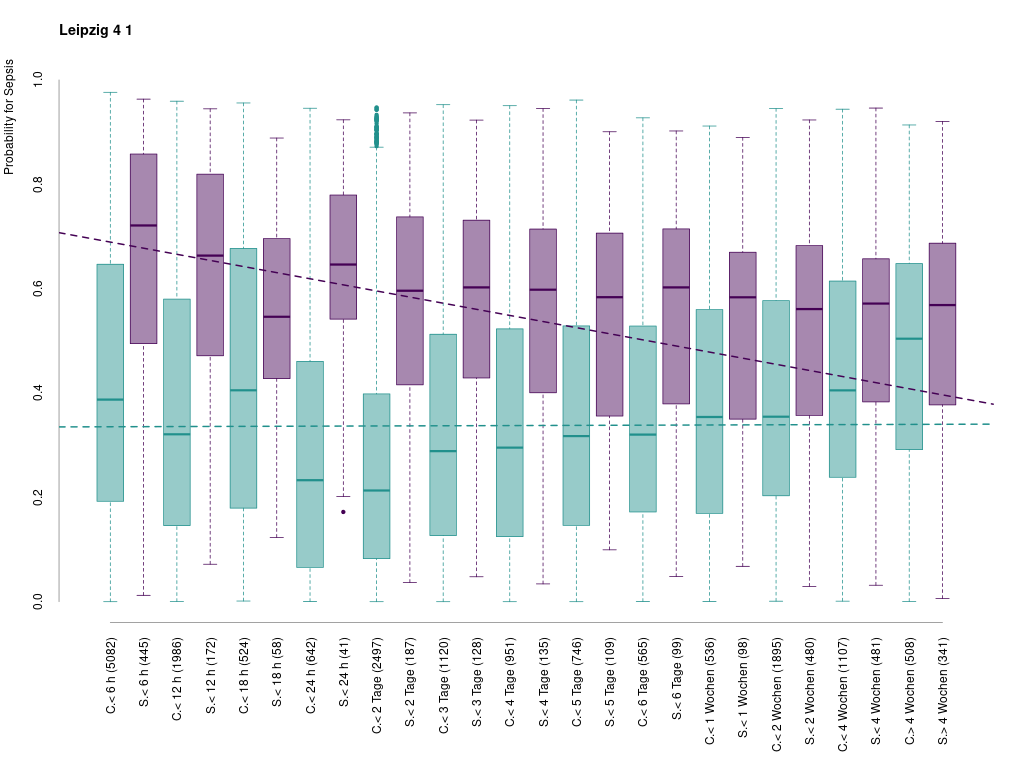 Leipzig 4 1
Probability for Sepsis
1.0
0.8
0.6
0.4
0.2
0.0
C.< 6 h (5082)
S.< 6 h (445)
C.< 12 h (1986)
S.< 12 h (172)
C.< 18 h (524)
S.< 18 h (58)
C.< 24 h (642)
S.< 24 h (41)
C.< 2 Tage (2497)
S.< 2 Tage (187)
C.< 3 Tage (1120)
S.< 3 Tage (128)
C.< 4 Tage (951)
S.< 4 Tage (135)
C.< 5 Tage (746)
S.< 5 Tage (109)
C.< 6 Tage (565)
S.< 6 Tage (99)
C.< 1 Wochen (536)
S.< 1 Wochen (98)
C.< 2 Wochen (1895)
S.< 2 Wochen (480)
C.< 4 Wochen (1107)
S.< 4 Wochen (481)
C.> 4 Wochen (508)
S.> 4 Wochen (341)